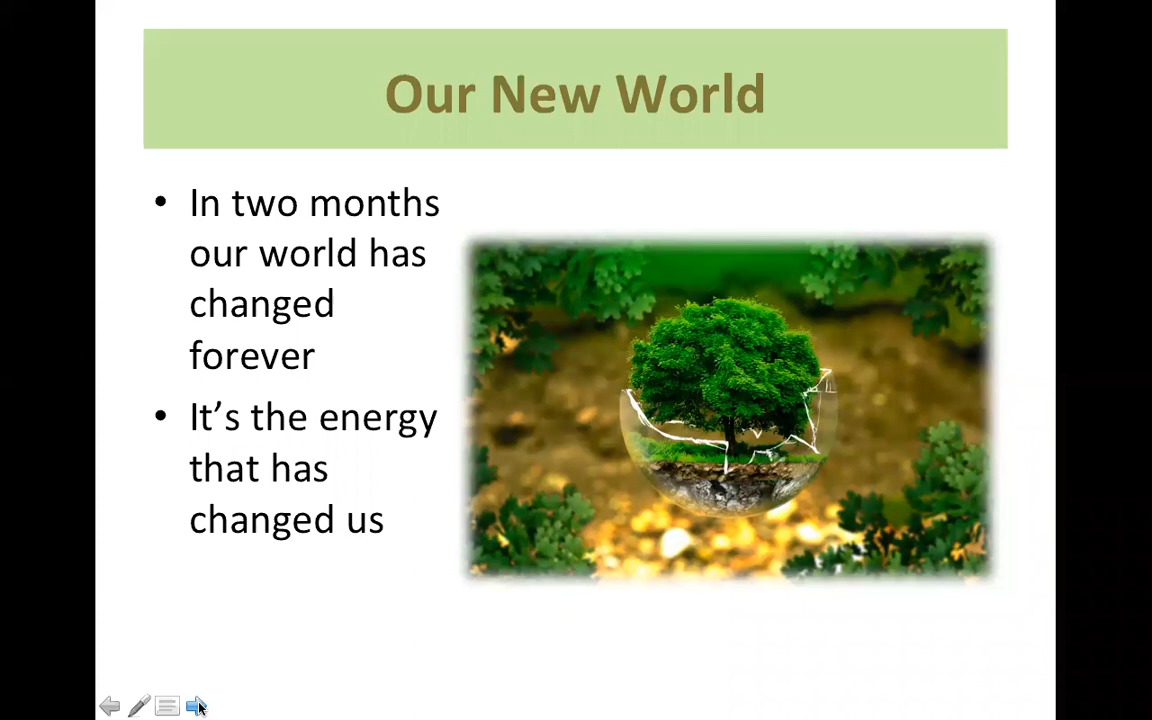 Our New World
• In two months
our world has
changed
forever
• It’s the energy
that has
changed us